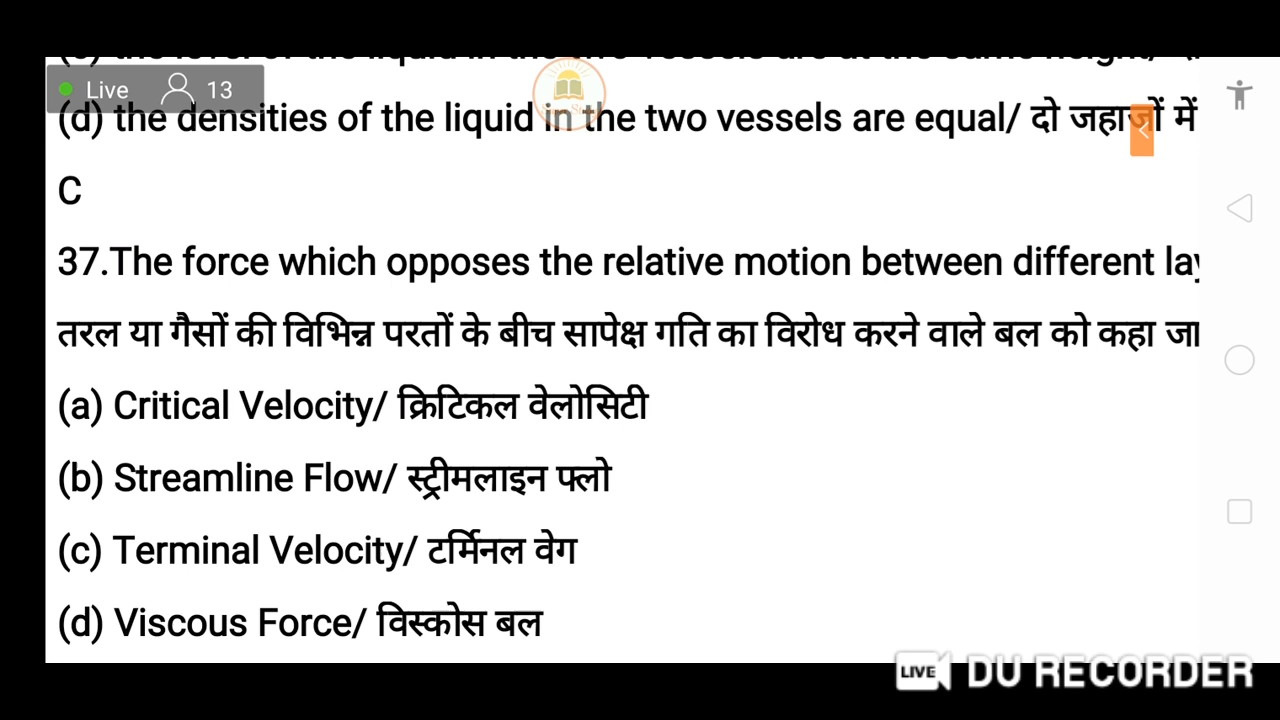 Live 13
(d) the densities of the liquid in the two vessels are equal/ दो जहाजों में
C
37.The force which opposes the relative motion between different
तरल या गैसों की विभिन्न परतों के बीच सापेक्ष गति का विरोध करने वाले बल को कहा
(a) Critical Velocity/ क्रिटिकल वेलोसिटी
(b) Streamline Flow/ स्ट्रीमलाइन फ्लो
(c) Terminal Velocity/ टर्मिनल वेग
(d) Viscous Force/ विस्कोस बल
LIVE DU RECORDER